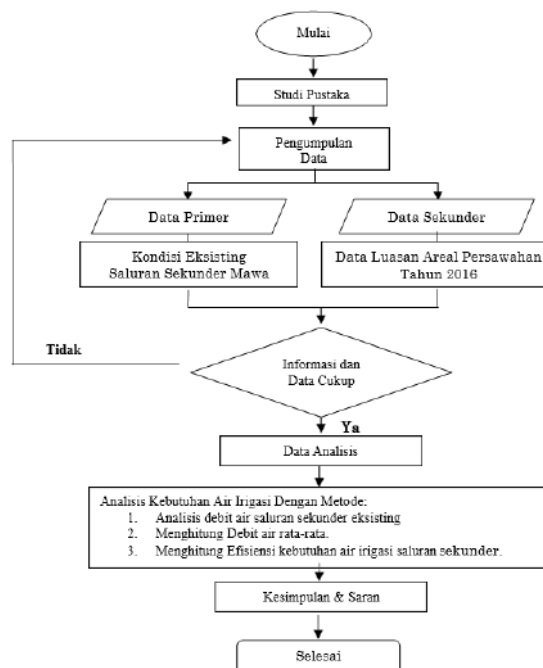 Mulai
Studi Pustaka
Pengumpulan
Data
Data Primer
Data Sekunder
Kondisi Eksisting
Saluran Sekunder Mawa
Data Luasan Areal Persawahan
Tahun 2016
Tidak
Informasi dan
Data Cukup
Ya
Data Analisis
Analisis Kebutuhan Air Irigasi Dengan Metode:
1. Analisis debit air saluran sekunder eksisting
2. Menghitung Debit air rata-rata.
3. Menghitung Efisiensi kebutuhan air irigasi saluran sekunder.
Kesimpulan & Saran
Selesai